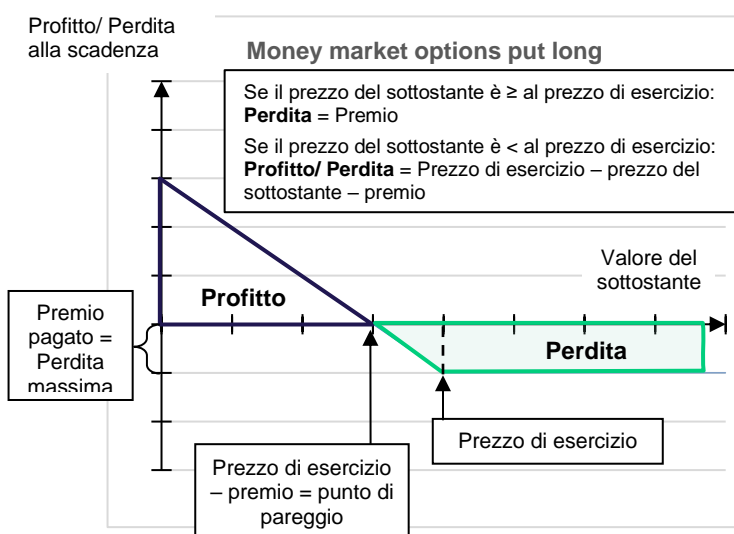 Profitto/ Perdita
alla scadenza
Money market options put long
Se il prezzo del sottostante è ≥ al prezzo di esercizio:
Perdita = Premio
Se il prezzo del sottostante è < al prezzo di esercizio:
Profitto/ Perdita = Prezzo di esercizio – prezzo del
sottostante – premio
Valore del
sottostante
Profitto
Premio
pagato =
Perdita
massima
Perdita
Prezzo di esercizio
Prezzo di esercizio
– premio = punto di
pareggio